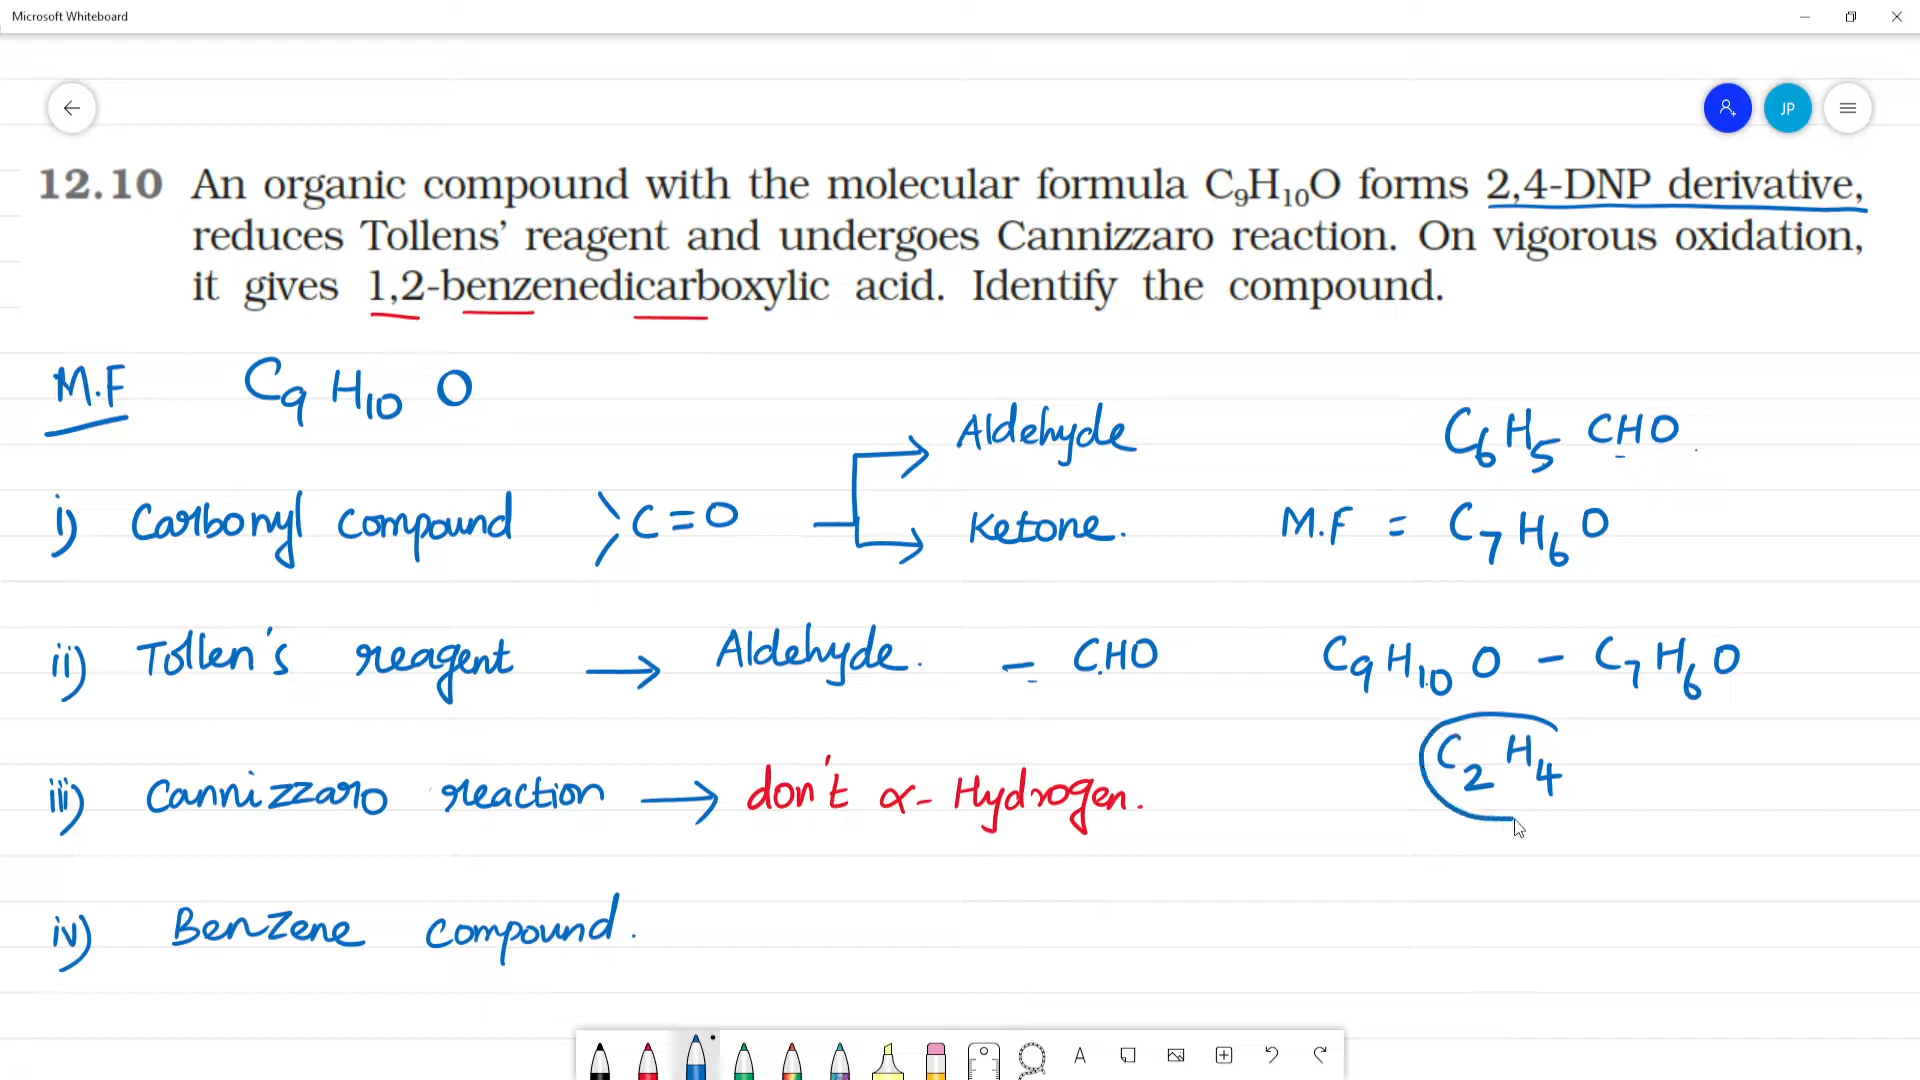 Microsoft Whiteboard
JP
12.10 An organic compound with the molecular formula C₉H₁₀O forms 2,4-DNP derivative,
reduces Tollens’ reagent and undergoes Cannizzaro reaction. On vigorous oxidation,
it gives 1,2-benzenedicarboxylic acid. Identify the compound.
M.F C₉ H₁₀ O
Aldehyde
C₆ H₅ CHO
i) Carbonyl compound >C=O
Ketone.
M.F = C₇ H₆ O
ii) Tollen's reagent → Aldehyde. - CHO
C₉ H₁₀ O - C₇ H₆ O
C₂ H₄
iii) Cannizzaro reaction → don't α- Hydrogen.
iv) Benzene compound.
A